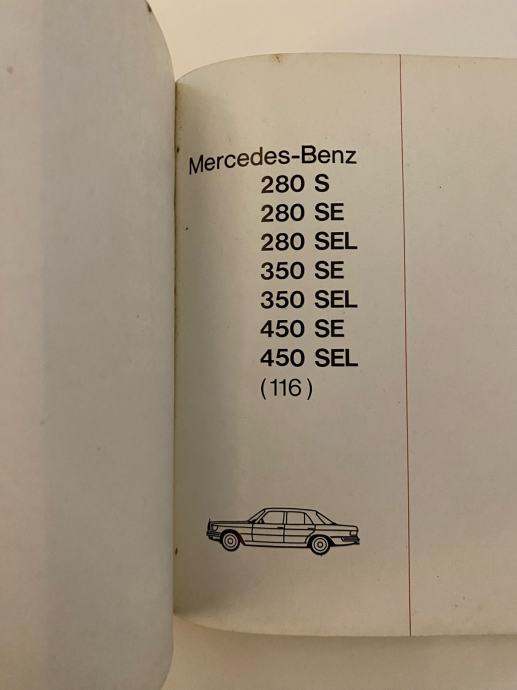 Mercedes-Benz
280 S
280 SE
280 SEL
350 SE
350 SEL
450 SE
450 SEL
(116)